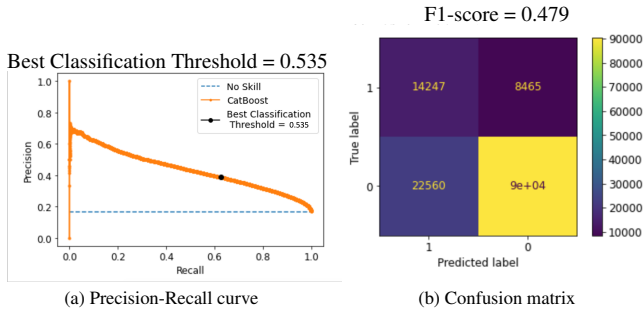 Best Classification Threshold = 0.535
1.0
0.8
0.6
0.4
0.2
0.0
Precision
No Skill
CatBoost
Best Classification
Threshold = 0.535
0.0 0.2 0.4 0.6 0.8 1.0
Recall
(a) Precision-Recall curve
F1-score = 0.479
True label
1
0
14247 8465
22560 9e+04
1 0
Predicted label
90000
80000
70000
60000
50000
40000
30000
20000
10000
(b) Confusion matrix